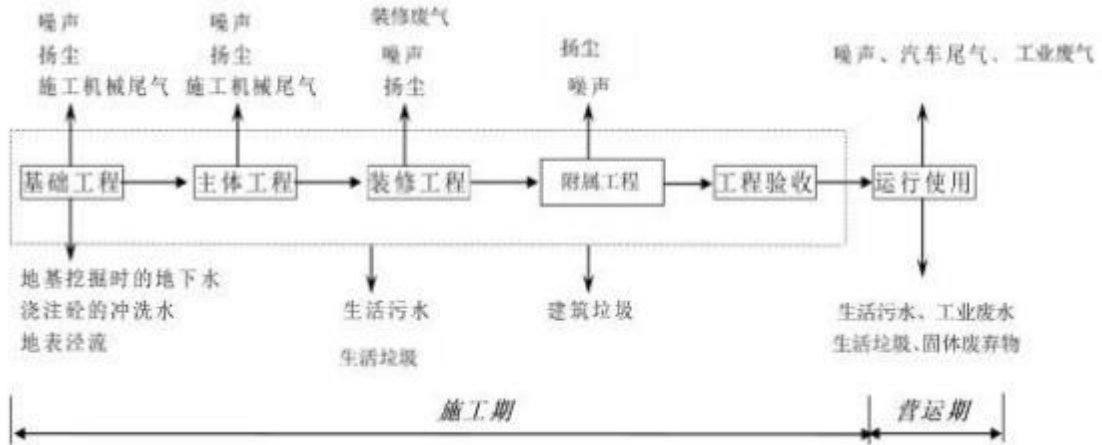 噪声
扬尘
施工机械尾气
噪声
扬尘
施工机械尾气
装修废气
噪声
扬尘
扬尘
噪声
噪声、汽车尾气、工业废气
基础工程
主体工程
装修工程
附属工程
工程验收
运行使用
地基挖掘时的地下水
浇注砼的冲洗水
地表泾流
生活污水
生活垃圾
建筑垃圾
生活污水、工业废水
生活垃圾、固体废弃物
施工期
营运期